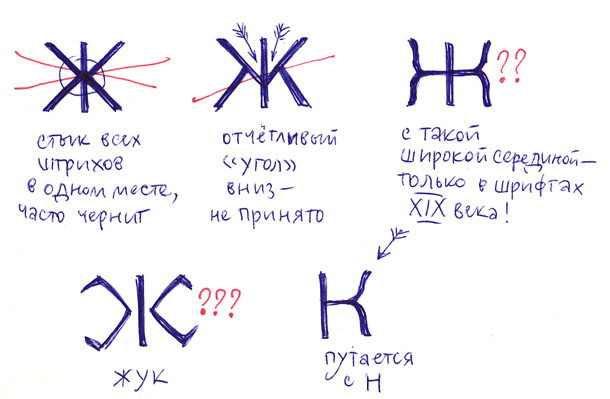 Ж
Ж
Ж??
стык всех
штрихов
в одном месте,
часто чернит
отчётливый
«угол»
вниз—
не принято
с такой
широкой серединой—
только в шрифтах
XIX века!
Ж???
жук
К
путается
с Н